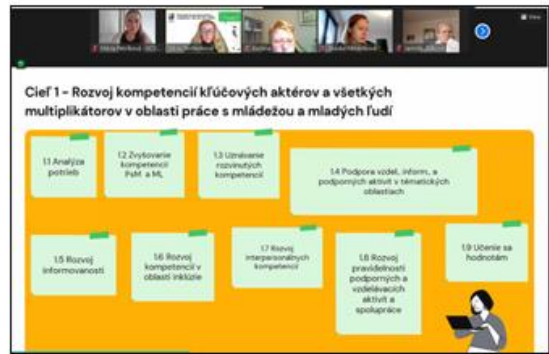 View
Cieľ 1 - Rozvoj kompetencií kľúčových aktérov a všetkých
multiplikátorov v oblasti práce s mládežou a mladých ľudí
1.1 Analýza
potrieb
1.2 Zvyšovanie
kompetencií
PsM a ML
1.3 Uznávanie
rozvinutých
kompetencií
1.4 Podpora vzdel, inform, a
podporných aktivít v tématických
oblastiach
1.5 Rozvoj
informovanosti
1.6 Rozvoj
kompetencií v
oblasti inklúzie
1.7 Rozvoj
interpersonálnych
kompetencií
1.8 Rozvoj
pravidelnosti
podporných a
vzdelávacích
aktivít a
spolupráce
1.9 Učenie sa
hodnotám